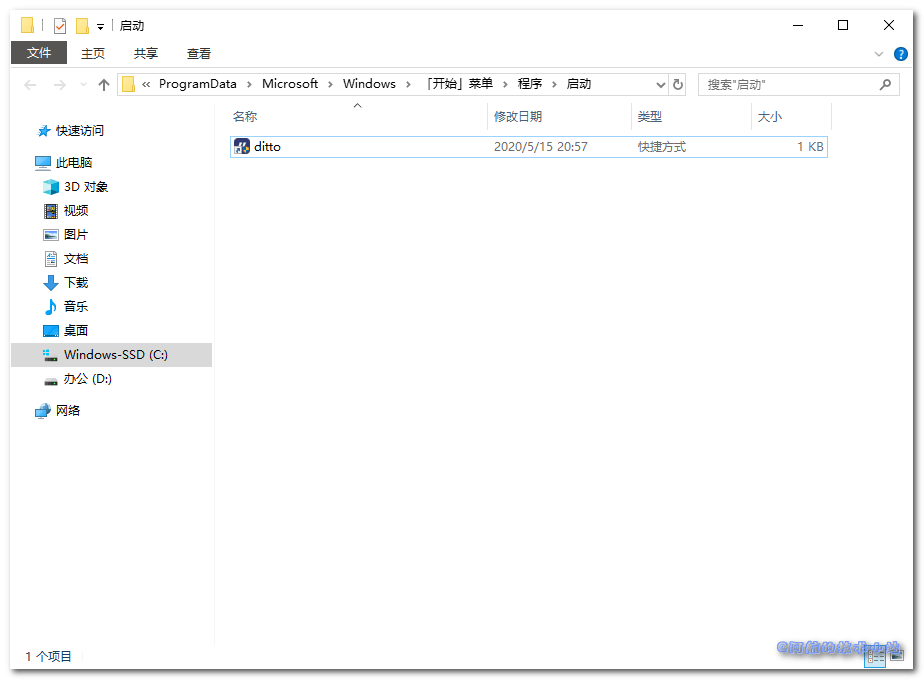 启动
文件 主页 共享 查看
« ProgramData › Microsoft › Windows › 「开始」菜单 › 程序 › 启动 搜索"启动"
名称 修改日期 类型 大小
ditto 2020/5/15 20:57 快捷方式 1 KB
快速访问
此电脑
3D 对象
视频
图片
文档
下载
音乐
桌面
Windows-SSD (C:)
办公 (D:)
网络
1 个项目